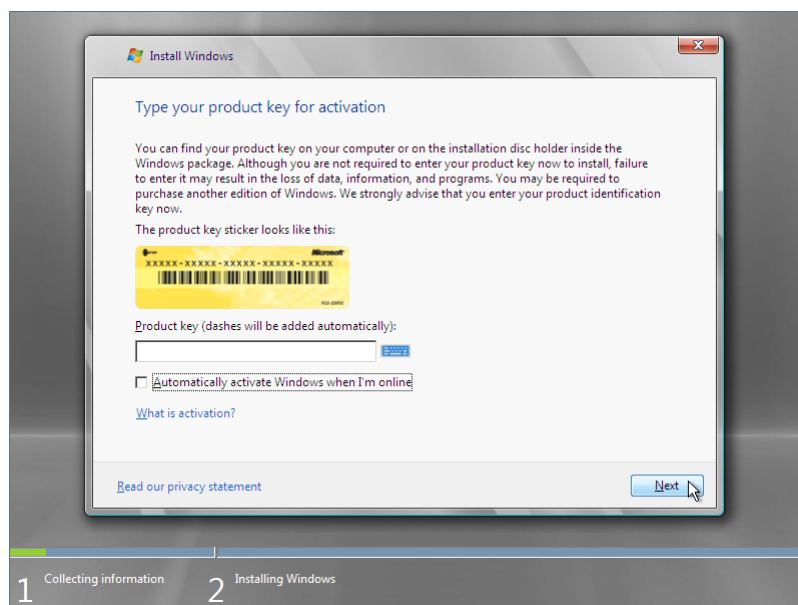 Install Windows
Type your product key for activation
You can find your product key on your computer or on the installation disc holder inside the
Windows package. Although you are not required to enter your product key now to install, failure
to enter it may result in the loss of data, information, and programs. You may be required to
purchase another edition of Windows. We strongly advise that you enter your product identification
key now.
The product key sticker looks like this:
Microsoft
XXXXX-XXXXX-XXXXX-XXXXX-XXXXX
Product key (dashes will be added automatically):
Automatically activate Windows when I'm online
What is activation?
Read our privacy statement
Next
1 Collecting information
2 Installing Windows